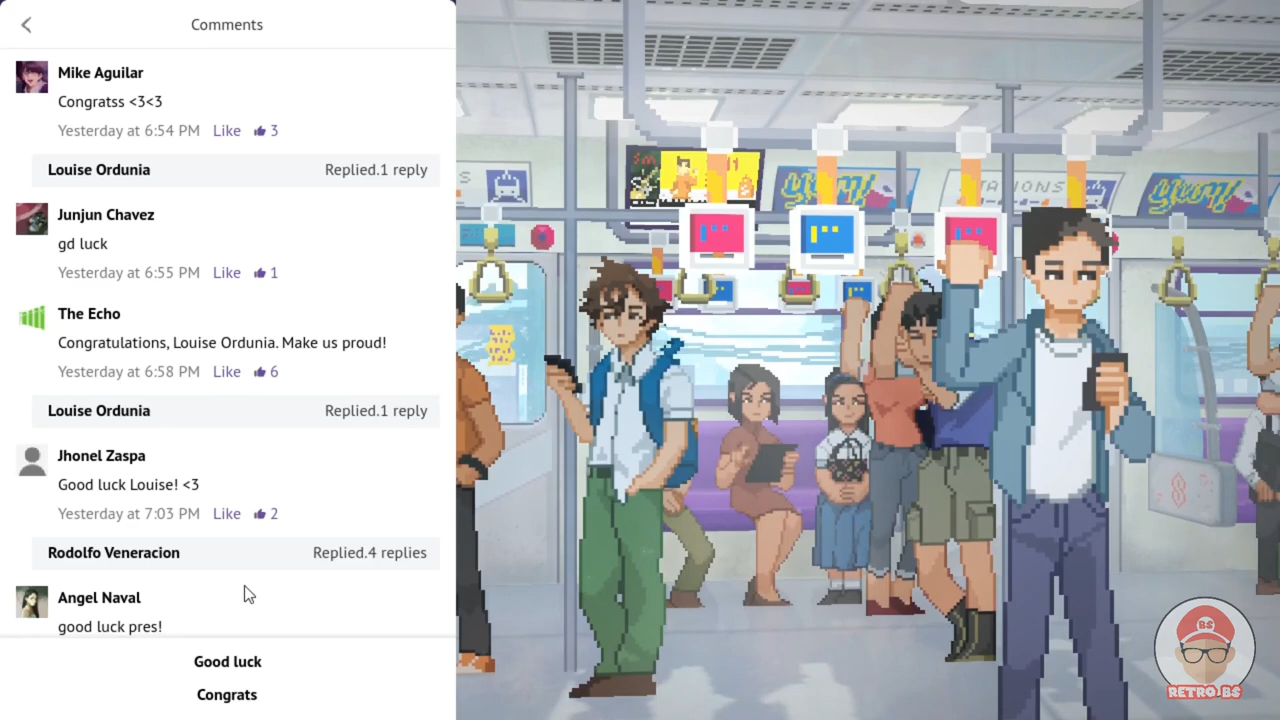 Comments
Mike Aguilar
Congratss <3<3
Yesterday at 6:54 PM Like 3
Louise Ordunia Replied.1 reply
Junjun Chavez
gd luck
Yesterday at 6:55 PM Like 1
The Echo
Congratulations, Louise Ordunia. Make us proud!
Yesterday at 6:58 PM Like 6
Louise Ordunia Replied.1 reply
Jhonel Zaspa
Good luck Louise! <3
Yesterday at 7:03 PM Like 2
Rodolfo Veneracion Replied.4 replies
Angel Naval
good luck pres!
Good luck
Congrats
Yum!
STATIONS
Yum!
BS
RETRO BS